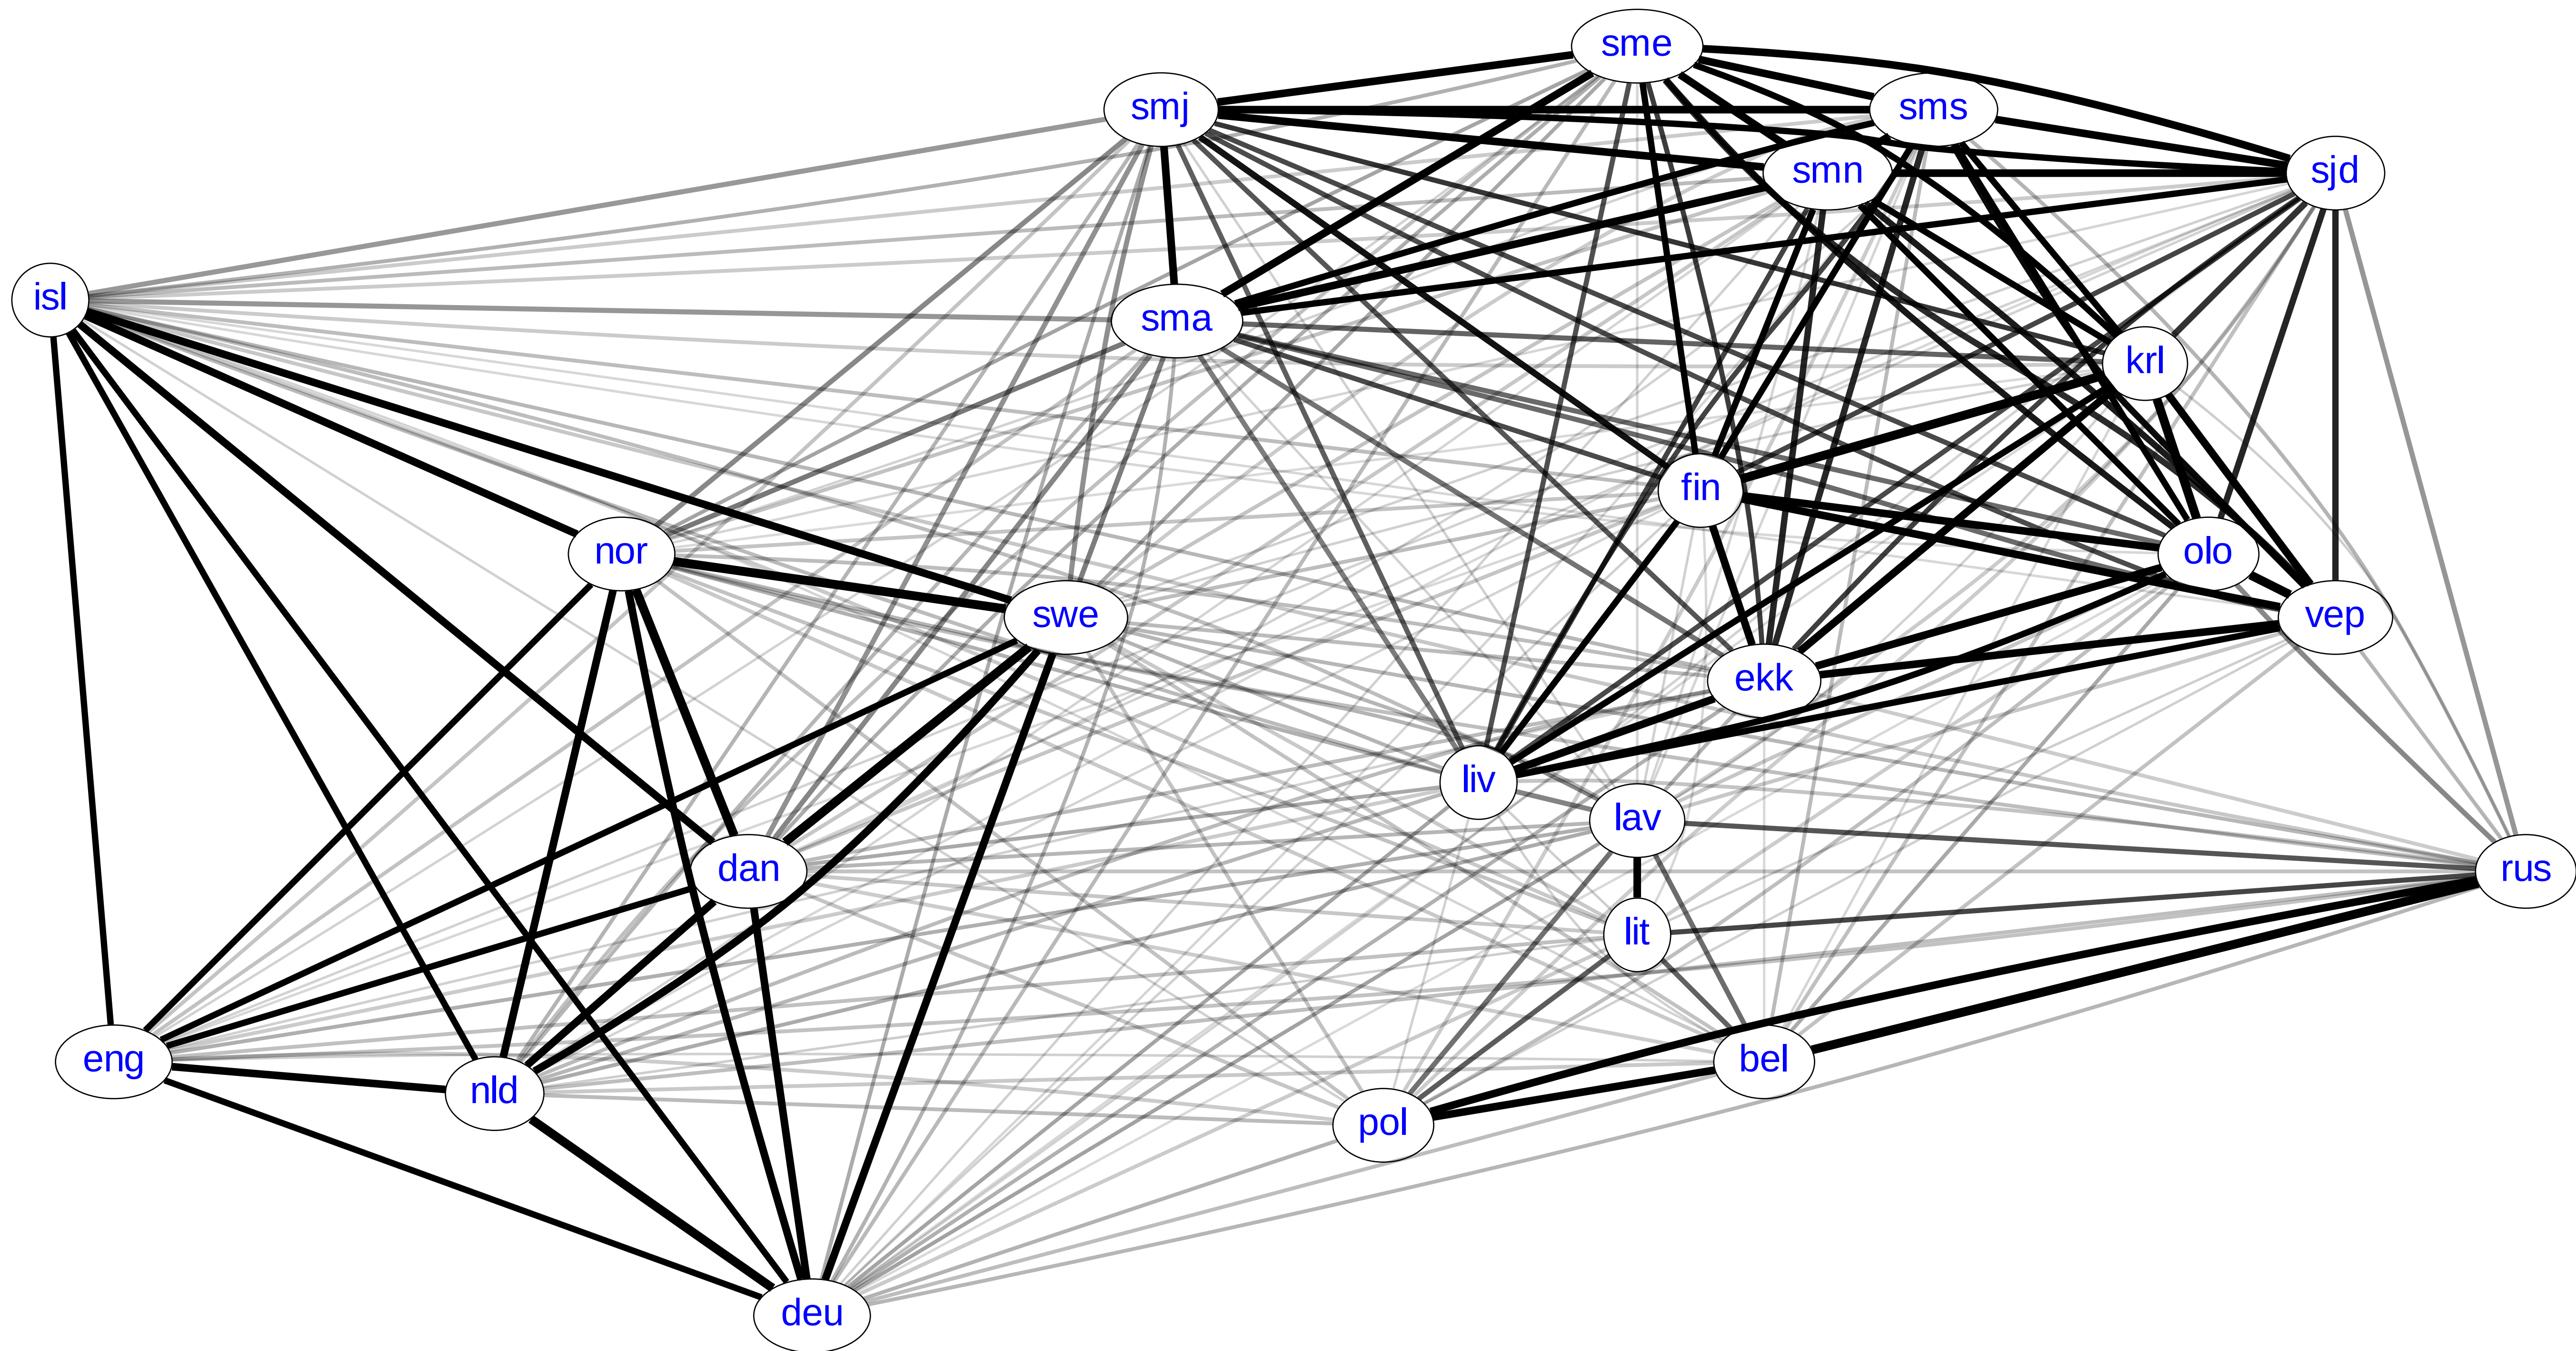 sme
smj
sms
smn
sjd
isl
sma
krl
fin
nor
olo
swe
vep
ekk
liv
lav
dan
rus
lit
eng
bel
nld
pol
deu